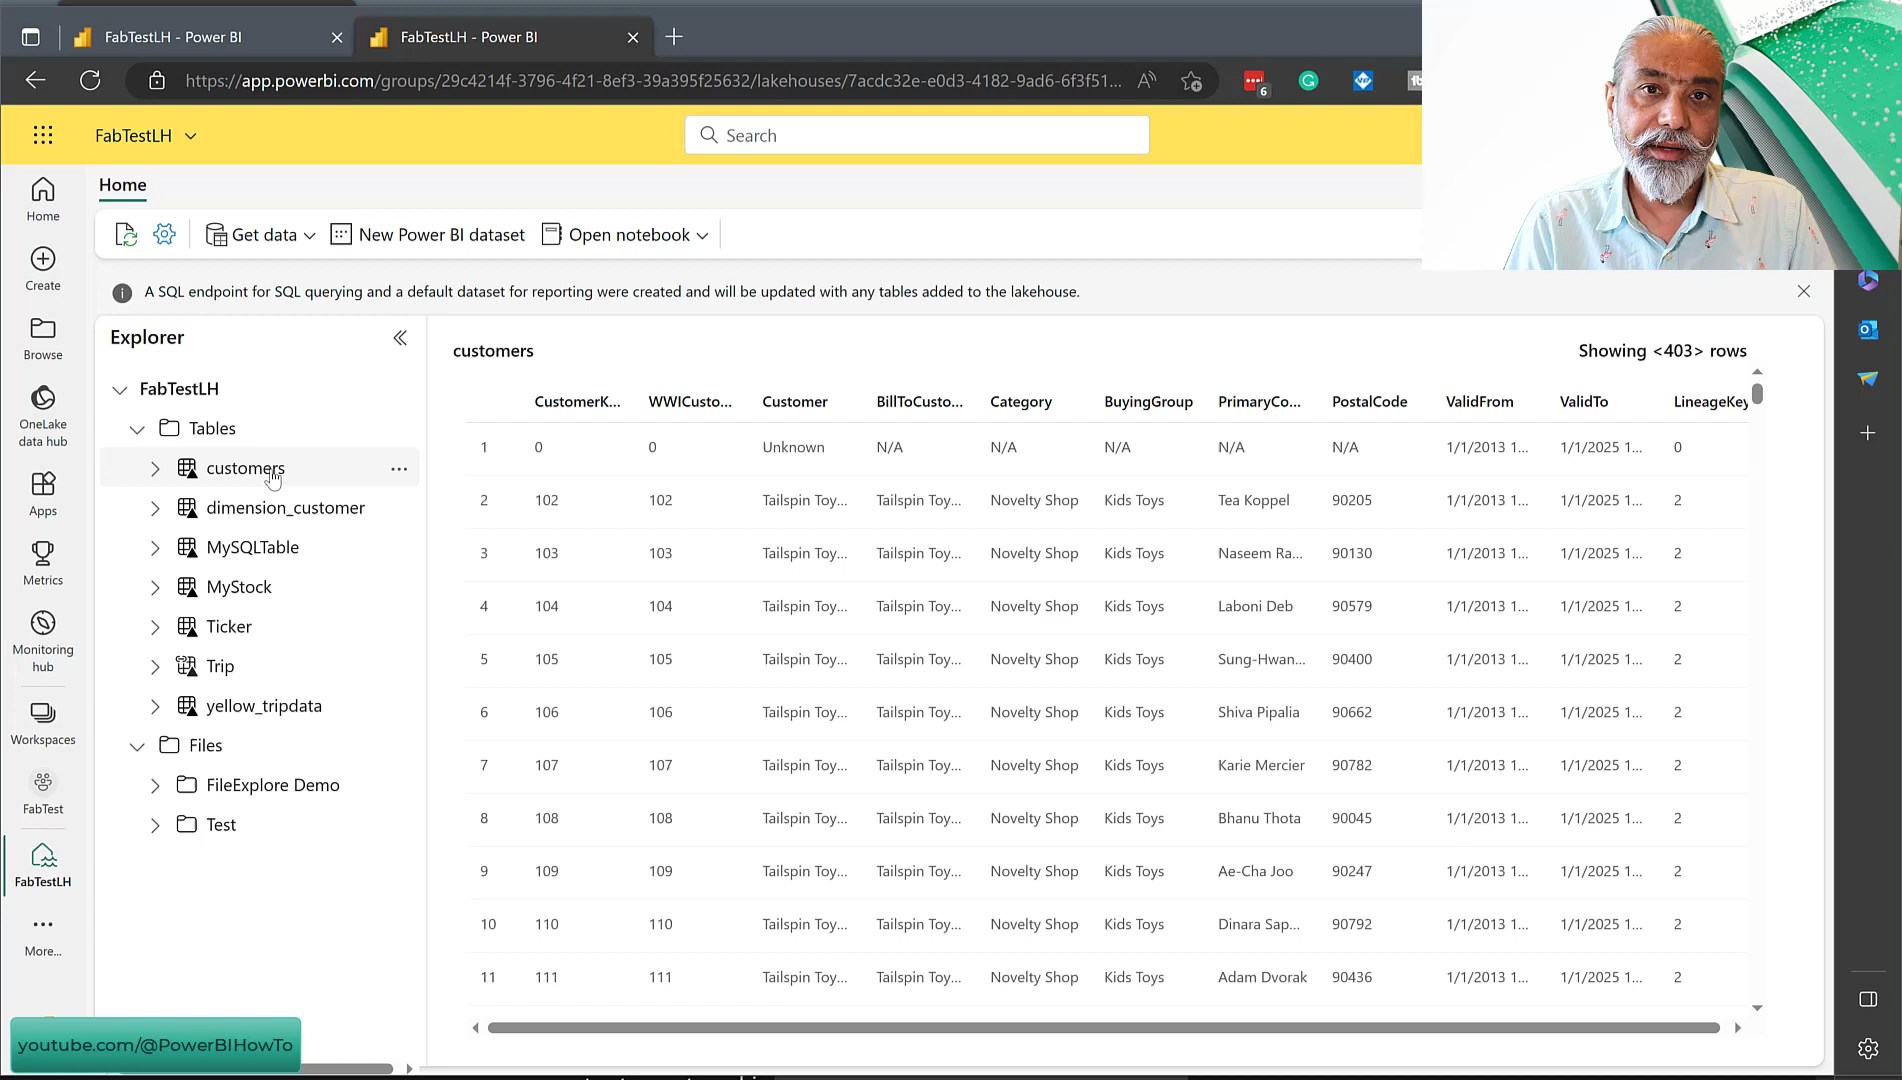 FabTestLH - Power BI
FabTestLH - Power BI
https://app.powerbi.com/groups/29c4214f-3796-4f21-8ef3-39a395f25632/lakehouses/7acdc32e-e0d3-4182-9ad6-6f3f51...
6
FabTestLH
Search
Home
Get data
New Power BI dataset
Open notebook
A SQL endpoint for SQL querying and a default dataset for reporting were created and will be updated with any tables added to the lakehouse.
Home
Create
Browse
OneLake
data hub
Apps
Metrics
Monitoring
hub
Workspaces
FabTest
FabTestLH
More...
Explorer
FabTestLH
Tables
customers
dimension_customer
MySQLTable
MyStock
Ticker
Trip
yellow_tripdata
Files
FileExplore Demo
Test
customers
Showing <403> rows
CustomerK... WWICusto... Customer BillToCusto... Category BuyingGroup PrimaryCo... PostalCode ValidFrom ValidTo LineageKey
1 0 0 Unknown N/A N/A N/A N/A N/A 1/1/2013 1... 1/1/2025 1... 0
2 102 102 Tailspin Toy... Tailspin Toy... Novelty Shop Kids Toys Tea Koppel 90205 1/1/2013 1... 1/1/2025 1... 2
3 103 103 Tailspin Toy... Tailspin Toy... Novelty Shop Kids Toys Naseem Ra... 90130 1/1/2013 1... 1/1/2025 1... 2
4 104 104 Tailspin Toy... Tailspin Toy... Novelty Shop Kids Toys Laboni Deb 90579 1/1/2013 1... 1/1/2025 1... 2
5 105 105 Tailspin Toy... Tailspin Toy... Novelty Shop Kids Toys Sung-Hwan... 90400 1/1/2013 1... 1/1/2025 1... 2
6 106 106 Tailspin Toy... Tailspin Toy... Novelty Shop Kids Toys Shiva Pipalia 90662 1/1/2013 1... 1/1/2025 1... 2
7 107 107 Tailspin Toy... Tailspin Toy... Novelty Shop Kids Toys Karie Mercier 90782 1/1/2013 1... 1/1/2025 1... 2
8 108 108 Tailspin Toy... Tailspin Toy... Novelty Shop Kids Toys Bhanu Thota 90045 1/1/2013 1... 1/1/2025 1... 2
9 109 109 Tailspin Toy... Tailspin Toy... Novelty Shop Kids Toys Ae-Cha Joo 90247 1/1/2013 1... 1/1/2025 1... 2
10 110 110 Tailspin Toy... Tailspin Toy... Novelty Shop Kids Toys Dinara Sap... 90792 1/1/2013 1... 1/1/2025 1... 2
11 111 111 Tailspin Toy... Tailspin Toy... Novelty Shop Kids Toys Adam Dvorak 90436 1/1/2013 1... 1/1/2025 1... 2
youtube.com/@PowerBIHowTo